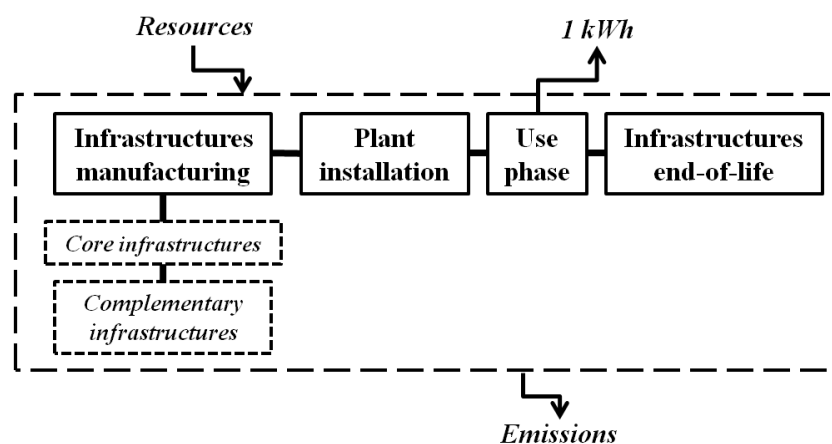 Resources
1 kWh
Infrastructures
manufacturing
Plant
installation
Use
phase
Infrastructures
end-of-life
Core infrastructures
Complementary
infrastructures
Emissions